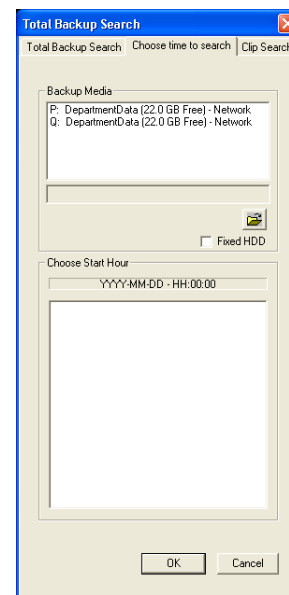 Total Backup Search
Total Backup Search Choose time to search Clip Search
Backup Media
P: DepartmentData (22.0 GB Free) - Network
Q: DepartmentData (22.0 GB Free) - Network
Fixed HDD
Choose Start Hour
YYYY-MM-DD - HH:00:00
OK Cancel